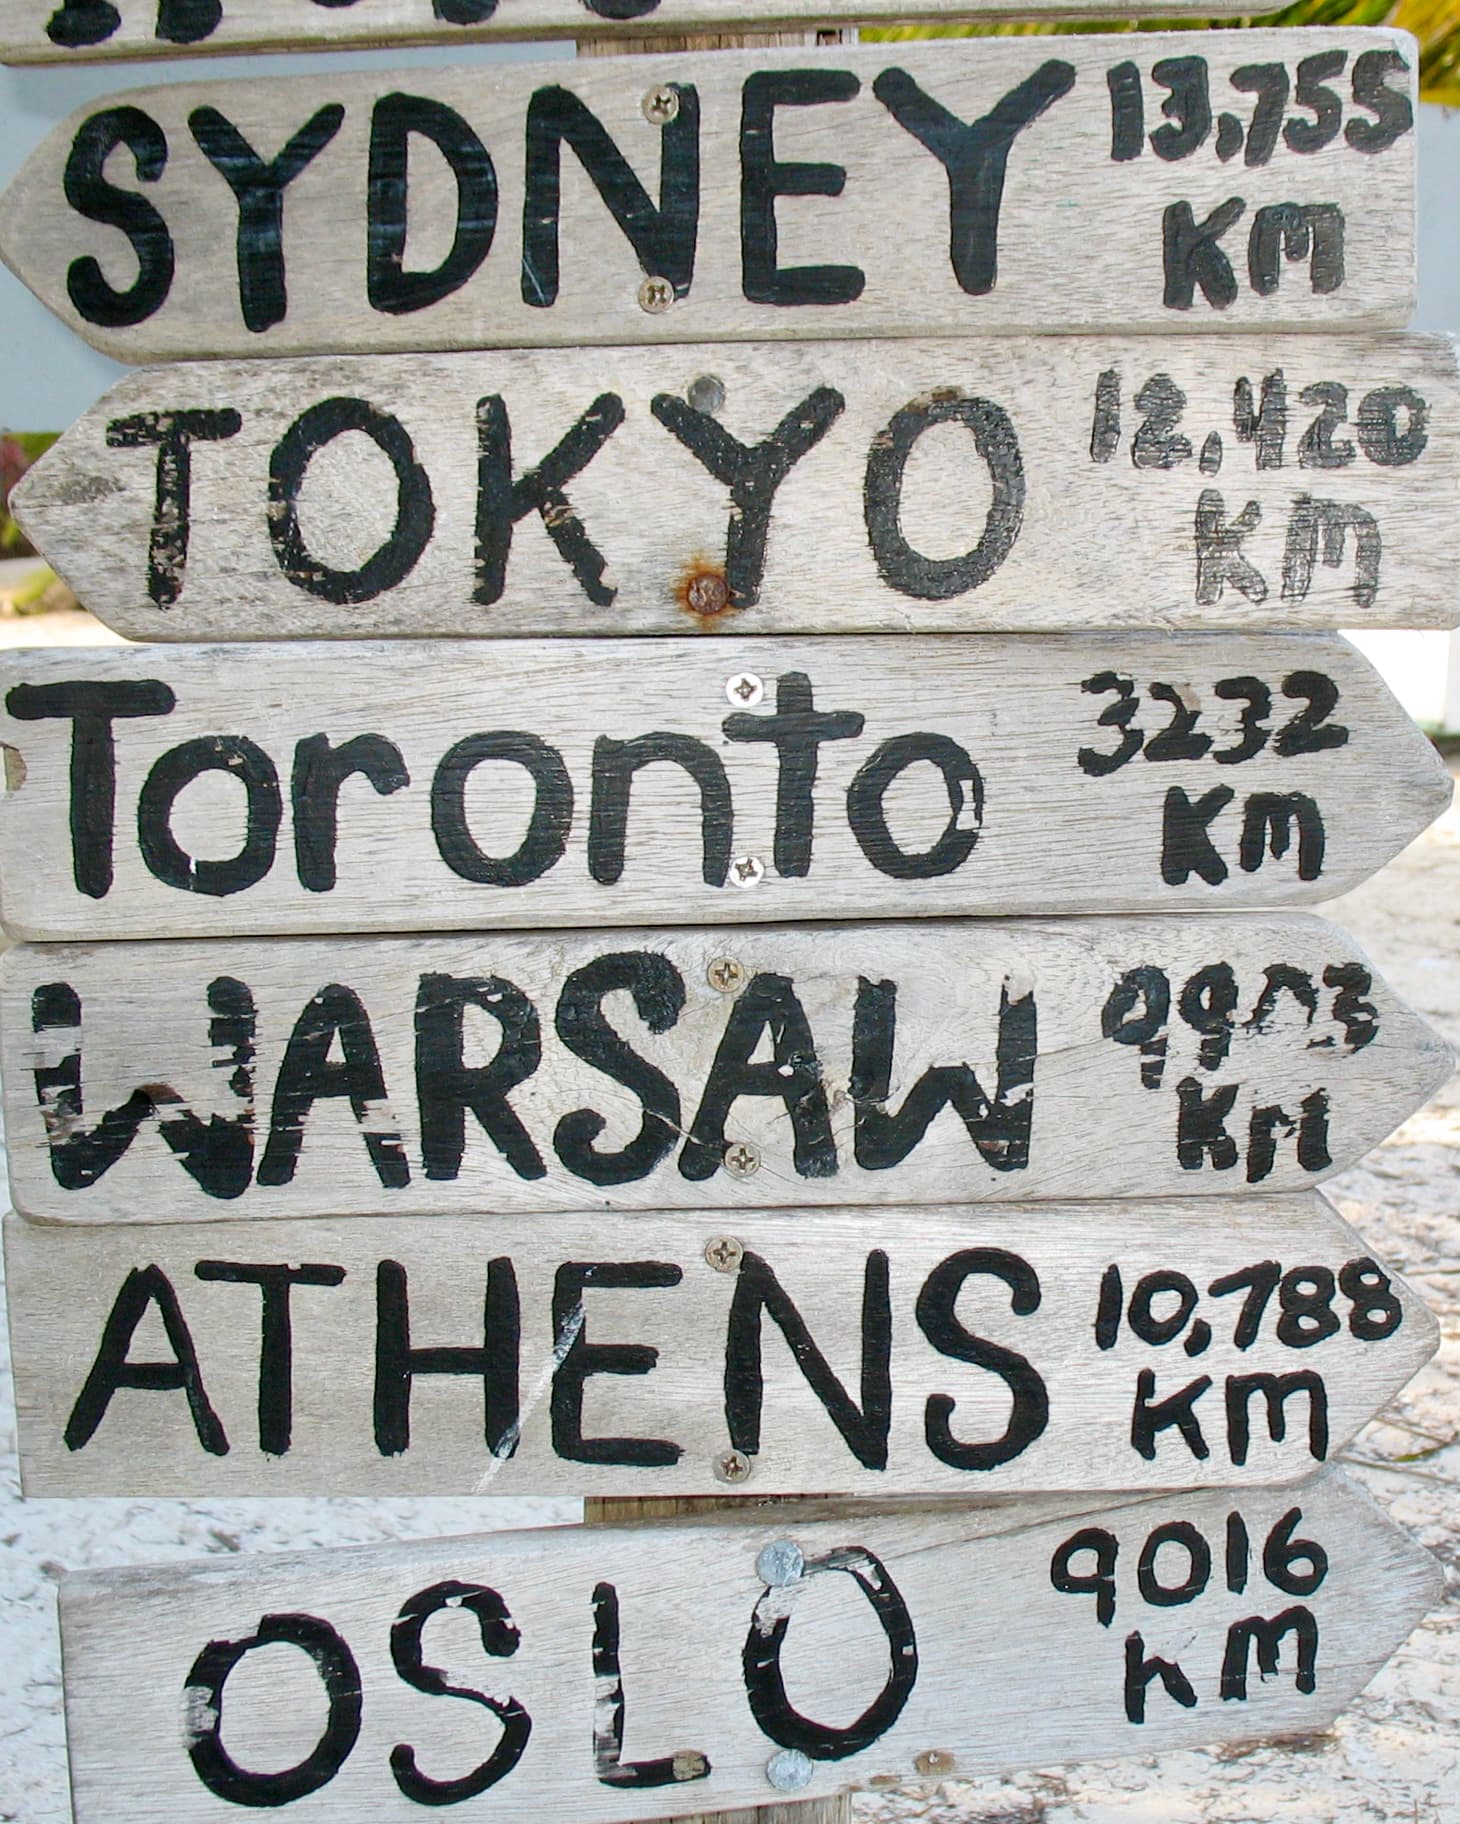 SYDNEY 13,755
KM
TOKYO 12,420
KM
Toronto 3232
KM
WARSAW 9903
KM
ATHENS 10,788
KM
OSLO 9016
KM